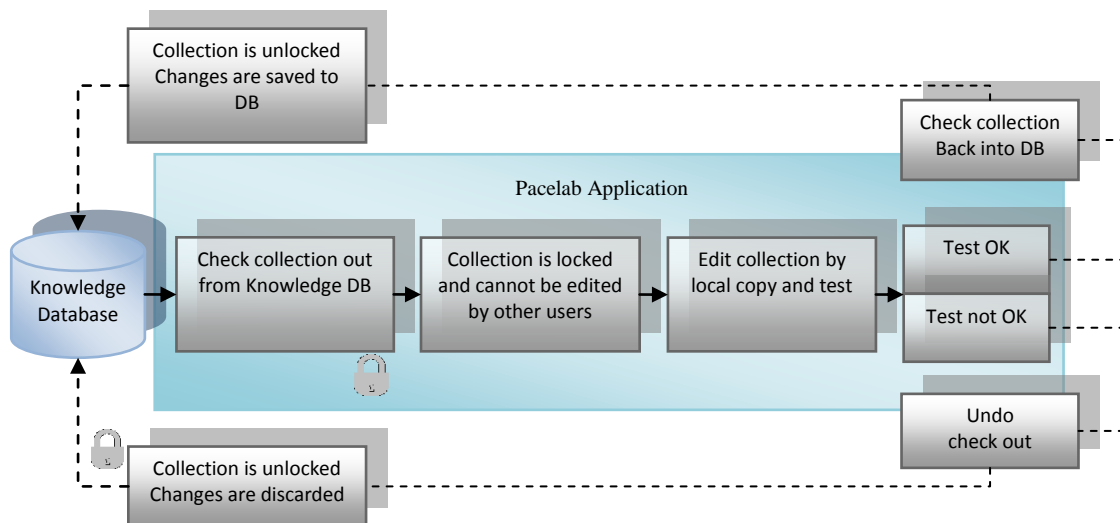 Collection is unlocked
Changes are saved to
DB
Check collection
Back into DB
Pacelab Application
Knowledge
Database
Check collection out
from Knowledge DB
Collection is locked
and cannot be edited
by other users
Edit collection by
local copy and test
Test OK
Test not OK
Undo
check out
Collection is unlocked
Changes are discarded